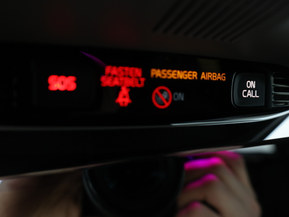 SOS
FASTEN
SEATBELT
PASSENGER AIRBAG
ON
ON
CALL